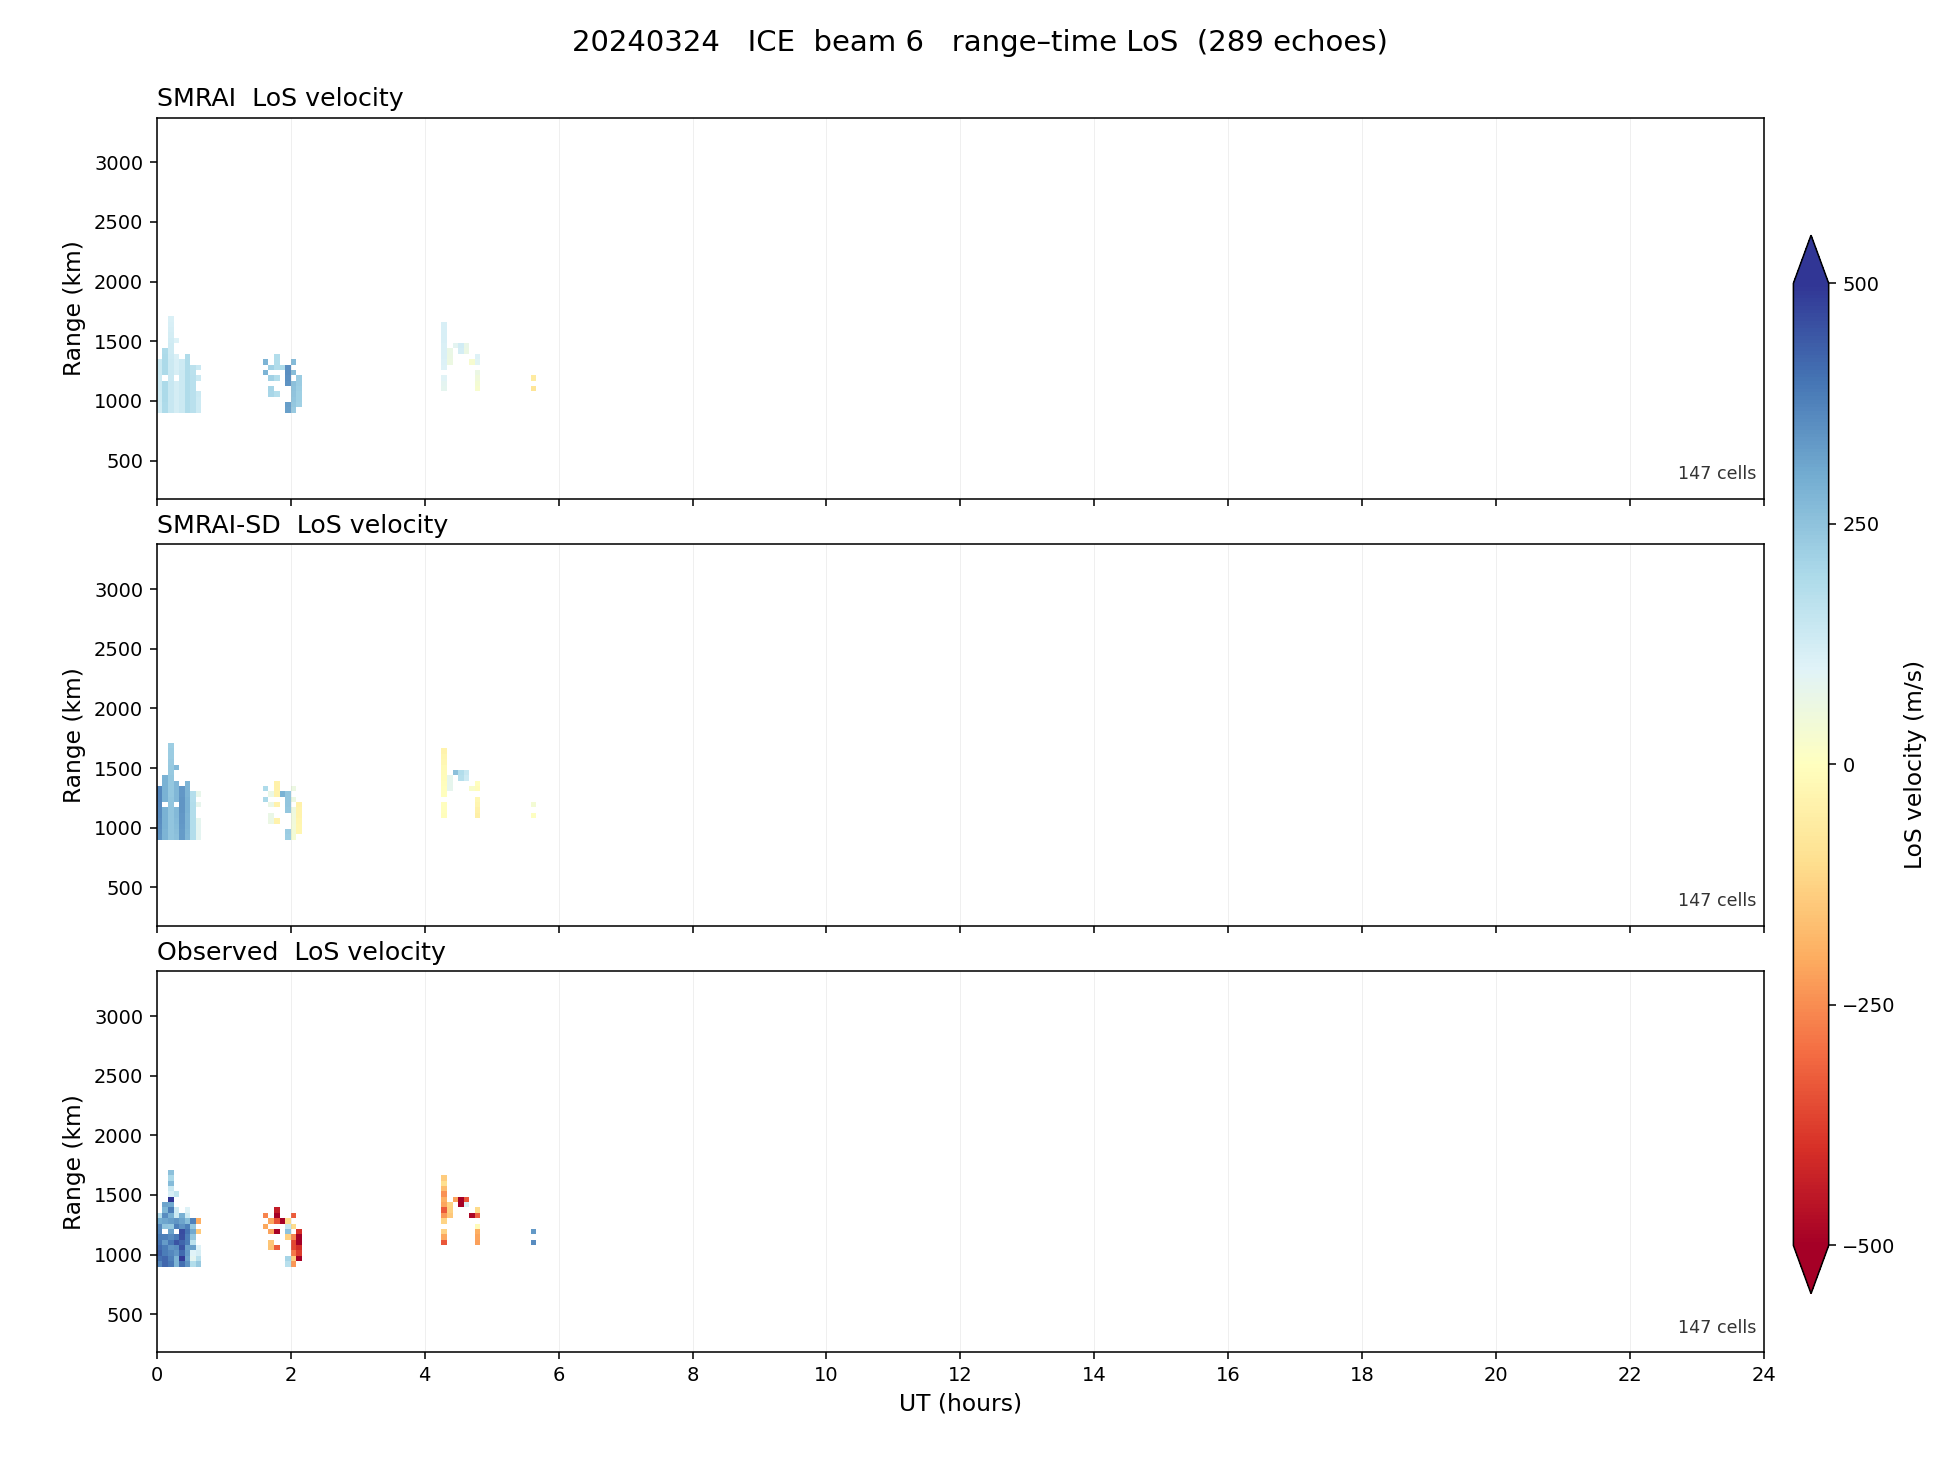 20240324   ICE  beam 6   range–time LoS  (289 echoes)
SMRAI  LoS velocity
3000
2500
2000
1500
1000
500
Range (km)
147 cells
SMRAI-SD  LoS velocity
3000
2500
2000
1500
1000
500
Range (km)
147 cells
Observed  LoS velocity
3000
2500
2000
1500
1000
500
Range (km)
147 cells
0 2 4 6 8 10 12 14 16 18 20 22 24
UT (hours)
500
250
0
−250
−500
LoS velocity (m/s)